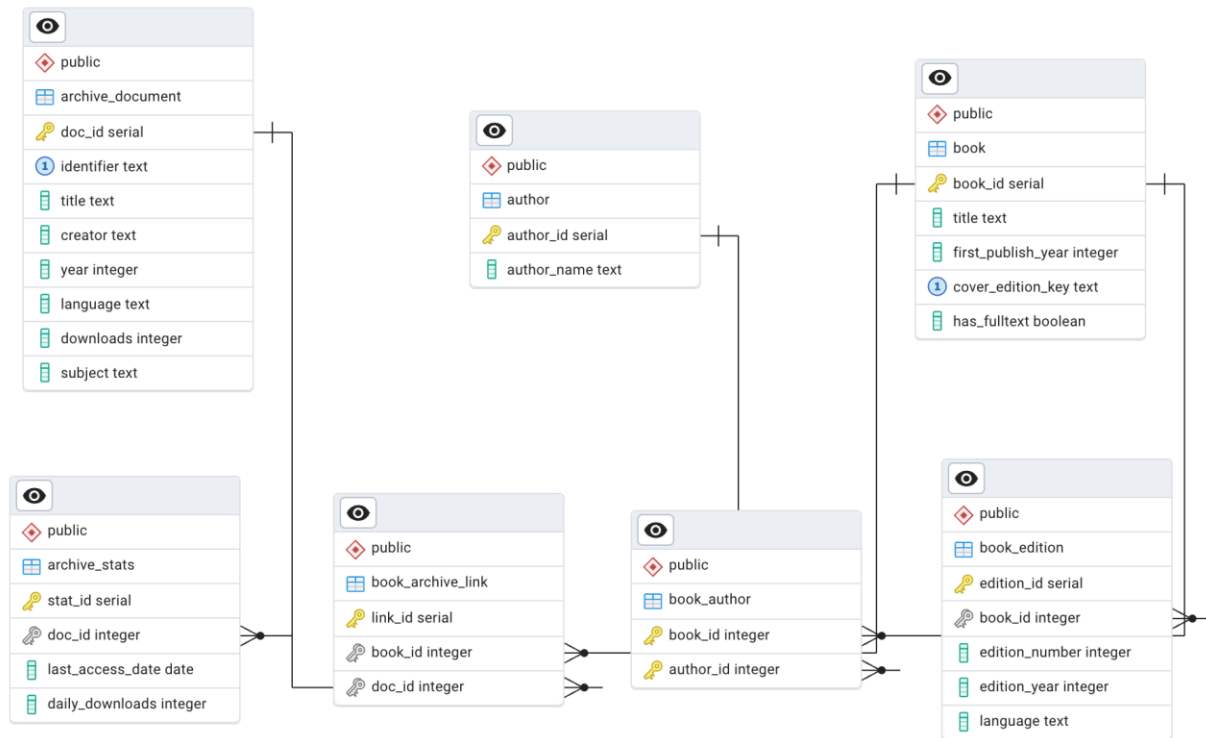 public
archive_document
doc_id serial
1 identifier text
title text
creator text
year integer
language text
downloads integer
subject text
public
author
author_id serial
author_name text
public
book
book_id serial
title text
first_publish_year integer
1 cover_edition_key text
has_fulltext boolean
public
archive_stats
stat_id serial
doc_id integer
last_access_date date
daily_downloads integer
public
book_archive_link
link_id serial
book_id integer
doc_id integer
public
book_author
book_id integer
author_id integer
public
book_edition
edition_id serial
book_id integer
edition_number integer
edition_year integer
language text